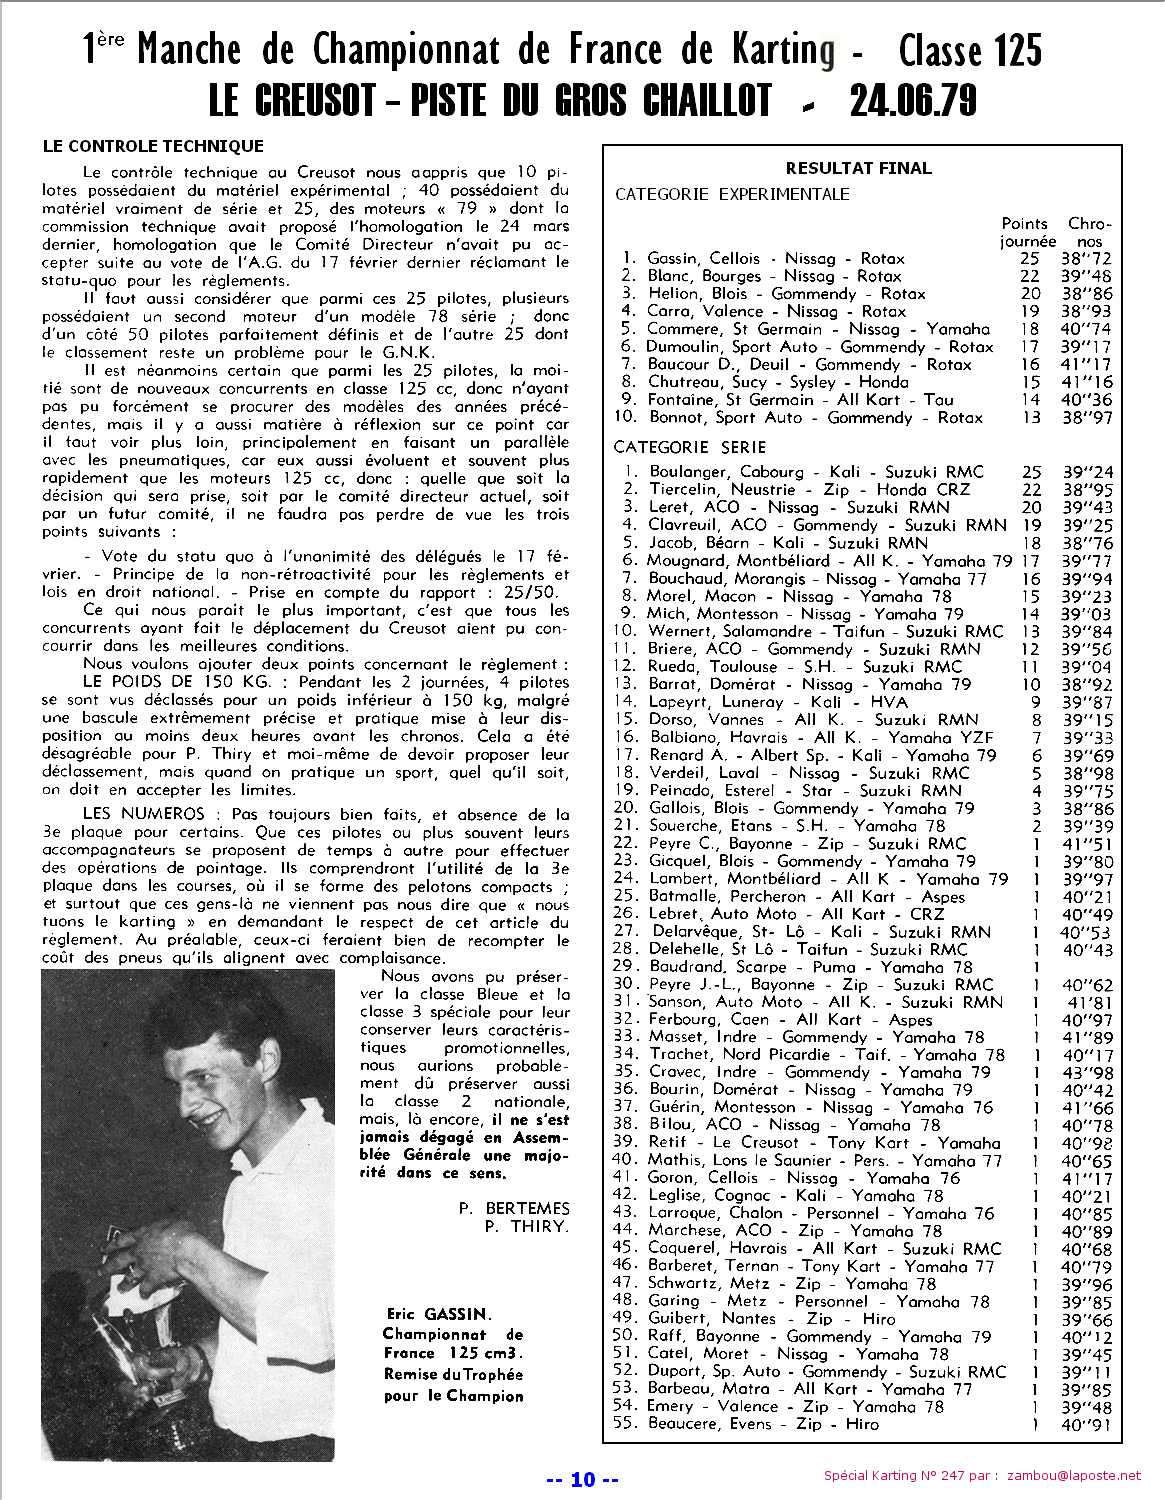 1ère Manche de Championnat de France de Karting - Classe 125
LE CREUSOT - PISTE DU GROS CHAILLOT - 24.06.79
LE CONTROLE TECHNIQUE
Le contrôle technique au Creusot nous aappris que 10 pi-
lotes possédaient du matériel expérimental ; 40 possédaient du
matériel vraiment de série et 25, des moteurs « 79 » dont la
commission technique avait proposé l'homologation le 24 mars
dernier, homologation que le Comité Directeur n'avait pu ac-
cepter suite au vote de l'A.G. du 17 février dernier réclamant le
statu-quo pour les règlements.
Il faut aussi considérer que parmi ces 25 pilotes, plusieurs
possédaient un second moteur d'un modèle 78 série ; donc
d'un côté 50 pilotes parfaitement définis et de l'autre 25 dont
le classement reste un problème pour le G.N.K.
Il est néanmoins certain que parmi les 25 pilotes, la moi-
tié sont de nouveaux concurrents en classe 125 cc, donc n'ayant
pas pu forcément se procurer des modèles des années précé-
dentes, mais il y a aussi matière à réflexion sur ce point car
il faut voir plus loin, principalement en faisant un parallèle
avec les pneumatiques, car eux aussi évoluent et souvent plus
rapidement que les moteurs 125 cc, donc : quelle que soit la
décision qui sera prise, soit par le comité directeur actuel, soit
par un futur comité, il ne faudra pas perdre de vue les trois
points suivants :
- Vote du statu quo à l'unanimité des délégués le 17 fé-
vrier. - Principe de la non-rétroactivité pour les règlements et
lois en droit national. - Prise en compte du rapport : 25/50.
Ce qui nous parait le plus important, c'est que tous les
concurrents ayant fait le déplacement du Creusot aient pu con-
courrir dans les meilleures conditions.
Nous voulons ajouter deux points concernant le règlement :
LE POIDS DE 150 KG. : Pendant les 2 journées, 4 pilotes
se sont vus déclassés pour un poids inférieur à 150 kg, malgré
une bascule extrêmement précise et pratique mise à leur dis-
position au moins deux heures avant les chronos. Cela a été
désagréable pour P. Thiry et moi-même de devoir proposer leur
déclassement, mais quand on pratique un sport, quel qu'il soit,
on doit en accepter les limites.
LES NUMEROS : Pas toujours bien faits, et absence de la
3e plaque pour certains. Que ces pilotes ou plus souvent leurs
accompagnateurs se proposent de temps à autre pour effectuer
des opérations de pointage. Ils comprendront l'utilité de la 3e
plaque dans les courses, où il se forme des pelotons compacts ;
et surtout que ces gens-là ne viennent pas nous dire que « nous
tuons le karting » en demandant le respect de cet article du
règlement. Au préalable, ceux-ci feraient bien de recompter le
coût des pneus qu'ils alignent avec complaisance.
Nous avons pu préser-
ver la classe Bleue et la
classe 3 spéciale pour leur
conserver leurs caractéris-
tiques promotionnelles,
nous aurions probable-
ment dû préserver aussi
la classe 2 nationale,
mais, là encore, il ne s'est
jamais dégagé en Assem-
blée Générale une majo-
rité dans ce sens.
P. BERTEMES
P. THIRY.
Eric GASSIN.
Championnat de
France 125 cm3.
Remise du Trophée
pour le Champion
RESULTAT FINAL
CATEGORIE EXPERIMENTALE
Points Chro-
journée nos
1. Gassin, Cellois - Nissag - Rotax 25 38''72
2. Blanc, Bourges - Nissag - Rotax 22 39''48
3. Helion, Blois - Gommendy - Rotax 20 38''86
4. Carra, Valence - Nissag - Rotax 19 38''93
5. Commere, St Germain - Nissag - Yamaha 18 40''74
6. Dumoulin, Sport Auto - Gommendy - Rotax 17 39''17
7. Baucour D., Deuil - Gommendy - Rotax 16 41''17
8. Chutreau, Sucy - Sysley - Honda 15 41''16
9. Fontaine, St Germain - All Kart - Tau 14 40''36
10. Bonnot, Sport Auto - Gommendy - Rotax 13 38''97
CATEGORIE SERIE
1. Boulanger, Cabourg - Kali - Suzuki RMC 25 39''24
2. Tiercelin, Neustrie - Zip - Honda CRZ 22 38''95
3. Leret, ACO - Nissag - Suzuki RMN 20 39''43
4. Clavreuil, ACO - Gommendy - Suzuki RMN 19 39''25
5. Jacob, Béarn - Kali - Suzuki RMN 18 38''76
6. Mougnard, Montbéliard - All K. - Yamaha 79 17 39''77
7. Bouchaud, Morangis - Nissag - Yamaha 77 16 39''94
8. Morel, Macon - Nissag - Yamaha 78 15 39''23
9. Mich, Montesson - Nissag - Yamaha 79 14 39''03
10. Wernert, Salamandre - Taifun - Suzuki RMC 13 39''84
11. Briere, ACO - Gommendy - Suzuki RMN 12 39''56
12. Rueda, Toulouse - S.H. - Suzuki RMC 11 39''04
13. Barrat, Domérat - Nissag - Yamaha 79 10 38''92
14. Lapeyrt, Luneray - Kali - HVA 9 39''87
15. Dorso, Vannes - All K. - Suzuki RMN 8 39''15
16. Balbiano, Havrais - All K. - Yamaha YZF 7 39''33
17. Renard A. - Albert Sp. - Kali - Yamaha 79 6 39''69
18. Verdeil, Laval - Nissag - Suzuki RMC 5 38''98
19. Peinado, Esterel - Star - Suzuki RMN 4 39''75
20. Gallois, Blois - Gommendy - Yamaha 79 3 38''86
21. Souerche, Etans - S.H. - Yamaha 78 2 39''39
22. Peyre C., Bayonne - Zip - Suzuki RMC 1 41''51
23. Gicquel, Blois - Gommendy - Yamaha 79 1 39''80
24. Lambert, Montbéliard - All K - Yamaha 79 1 39''97
25. Batmalle, Percheron - All Kart - Aspes 1 40''21
26. Lebret, Auto Moto - All Kart - CRZ 1 40''49
27. Delarvêque, St- Lô - Kali - Suzuki RMN 1 40''53
28. Delehelle, St Lô - Taifun - Suzuki RMC 1 40''43
29. Baudrand, Scarpe - Puma - Yamaha 78 1
30. Peyre J.-L., Bayonne - Zip - Suzuki RMC 1 40''62
31. Sanson, Auto Moto - All K. - Suzuki RMN 1 41'81
32. Ferbourg, Caen - All Kart - Aspes 1 40''97
33. Masset, Indre - Gommendy - Yamaha 78 1 41''89
34. Trachet, Nord Picardie - Taif. - Yamaha 78 1 40''17
35. Cravec, Indre - Gommendy - Yamaha 79 1 43''98
36. Bourin, Domérat - Nissag - Yamaha 79 1 40''42
37. Guérin, Montesson - Nissag - Yamaha 76 1 41''66
38. Bilou, ACO - Nissag - Yamaha 78 1 40''78
39. Retif - Le Creusot - Tony Kart - Yamaha 1 40''98
40. Mathis, Lons le Saunier - Pers. - Yamaha 77 1 40''65
41. Goron, Cellois - Nissag - Yamaha 76 1 41''17
42. Leglise, Cognac - Kali - Yamaha 78 1 40''21
43. Larroque, Chalon - Personnel - Yamaha 76 1 40''85
44. Marchese, ACO - Zip - Yamaha 78 1 40''89
45. Coquerel, Havrais - All Kart - Suzuki RMC 1 40''68
46. Barberet, Ternan - Tony Kart - Yamaha 77 1 40''79
47. Schwartz, Metz - Zip - Yamaha 78 1 39''96
48. Garing - Metz - Personnel - Yamaha 78 1 39''85
49. Guibert, Nantes - Zip - Hiro 1 39''66
50. Raff, Bayonne - Gommendy - Yamaha 79 1 40''12
51. Catel, Moret - Nissag - Yamaha 78 1 39''45
52. Duport, Sp. Auto - Gommendy - Suzuki RMC 1 39''11
53. Barbeau, Matra - All Kart - Yamaha 77 1 39''85
54. Emery - Valence - Zip - Yamaha 78 1 39''48
55. Beaucere, Evens - Zip - Hiro 1 40''91
-- 10 --
Spécial Karting N° 247 par : zambou@laposte.net